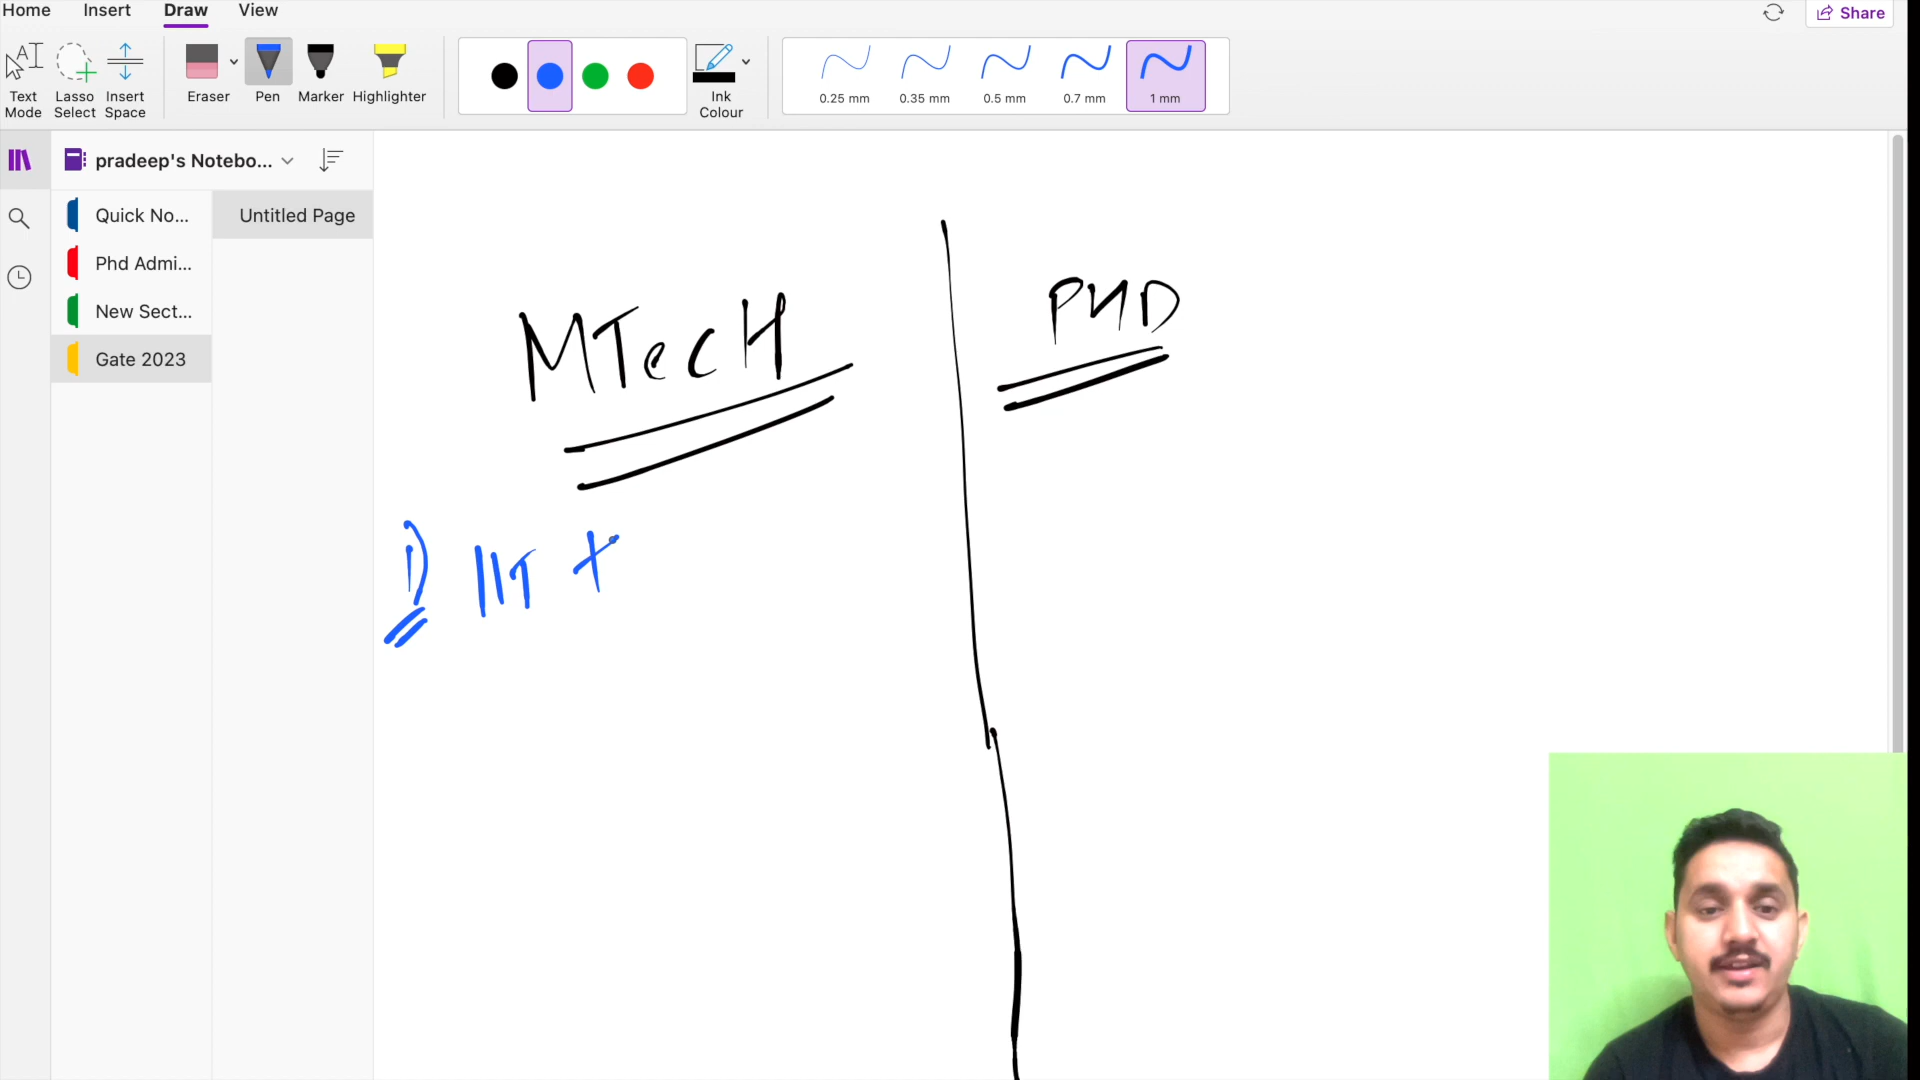 Home Insert Draw View Share
Text Mode
Lasso Select
Insert Space
Eraser
Pen
Marker
Highlighter
Ink Colour
0.25 mm
0.35 mm
0.5 mm
0.7 mm
1 mm
pradeep's Notebo...
Quick No...
Untitled Page
Phd Admi...
New Sect...
Gate 2023
MTecH
PHD
1) IIT +